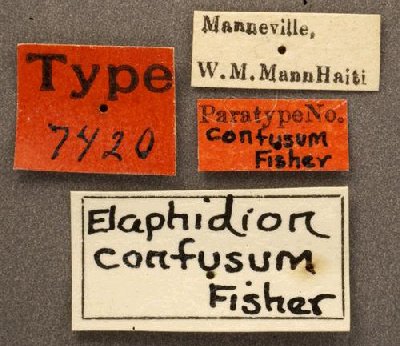 Type
7420
Manneville,
W.M.MannHaiti
ParatypeNo.
confusum
Fisher
Elaphidion
confusum
Fisher